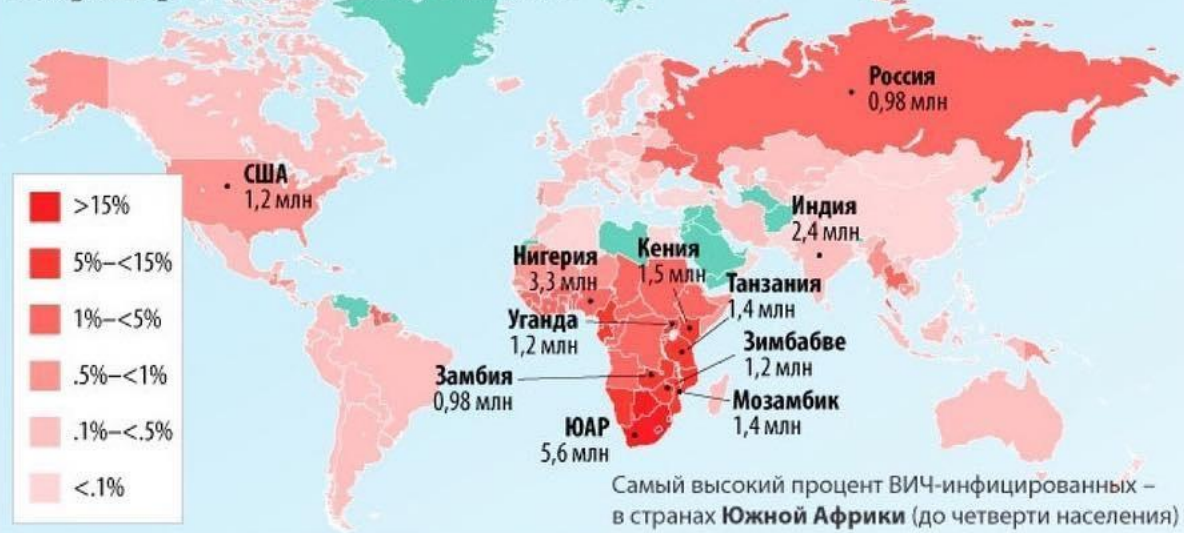 Россия
0,98 млн
США
1,2 млн
>15%
5%–<15%
1%–<5%
.5%–<1%
.1%–<.5%
<.1%
Индия
2,4 млн
Нигерия
3,3 млн
Кения
1,5 млн
Танзания
1,4 млн
Уганда
1,2 млн
Зимбабве
1,2 млн
Замбия
0,98 млн
Мозамбик
1,4 млн
ЮАР
5,6 млн
Самый высокий процент ВИЧ-инфицированных –
в странах Южной Африки (до четверти населения)